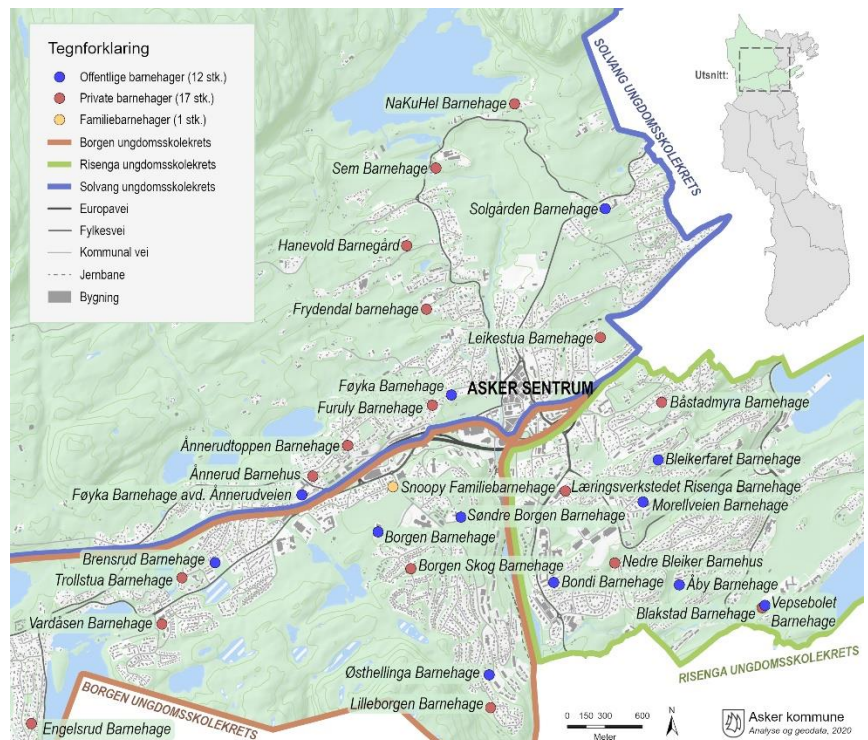 Tegnforklaring
Offentlige barnehager (12 stk.)
Private barnehager (17 stk.)
Familiebarnehager (1 stk.)
Borgen ungdomsskolekrets
Risenga ungdomsskolekrets
Solvang ungdomsskolekrets
Europavei
Fylkesvei
Kommunal vei
Jernbane
Bygning
Utsnitt:
SOLVANG UNGDOMSSKOLEKRETS
NaKuHel Barnehage
Sem Barnehage
Solgården Barnehage
Hanevold Barnegård
Frydendal barnehage
Leikestua Barnehage
Føyka Barnehage
ASKER SENTRUM
Furuly Barnehage
Båstadmyra Barnehage
Ånnerudtoppen Barnehage
Bleikerfaret Barnehage
Ånnerud Barnehus
Snoopy Familiebarnehage
Læringsverkstedet Risenga Barnehage
Føyka Barnehage avd. Ånnerudveien
Morellveien Barnehage
Søndre Borgen Barnehage
Borgen Barnehage
Brensrud Barnehage
Borgen Skog Barnehage
Nedre Bleiker Barnehus
Trollstua Barnehage
Bondi Barnehage
Åby Barnehage
Vardåsen Barnehage
Blakstad Barnehage
Vepsebolet
Barnehage
Østhellinga Barnehage
RISENGA UNGDOMSSKOLEKRETS
BORGEN UNGDOMSSKOLEKRETS
Lilleborgen Barnehage
Engelsrud Barnehage
0 150 300 600
Meter
N
Asker kommune
Analyse og geodata, 2020